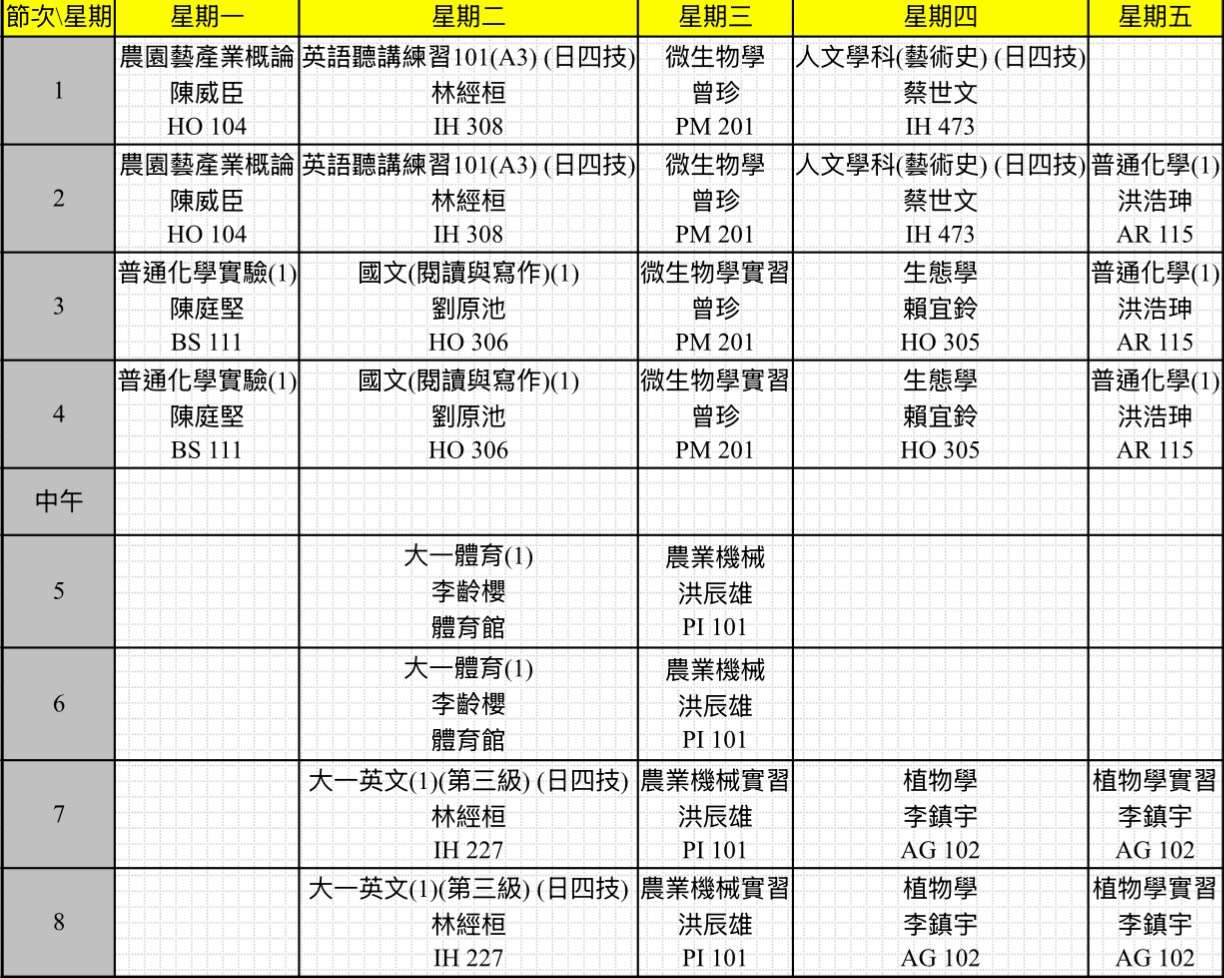 節次\星期 星期一 星期二 星期三 星期四 星期五
1
農園藝產業概論
陳威臣
HO 104
英語聽講練習101(A3) (日四技)
林經桓
IH 308
微生物學
曾珍
PM 201
人文學科(藝術史) (日四技)
蔡世文
IH 473
2
農園藝產業概論
陳威臣
HO 104
英語聽講練習101(A3) (日四技)
林經桓
IH 308
微生物學
曾珍
PM 201
人文學科(藝術史) (日四技)
蔡世文
IH 473
普通化學(1)
洪浩珅
AR 115
3
普通化學實驗(1)
陳庭堅
BS 111
國文(閱讀與寫作)(1)
劉原池
HO 306
微生物學實習
曾珍
PM 201
生態學
賴宜鈴
HO 305
普通化學(1)
洪浩珅
AR 115
4
普通化學實驗(1)
陳庭堅
BS 111
國文(閱讀與寫作)(1)
劉原池
HO 306
微生物學實習
曾珍
PM 201
生態學
賴宜鈴
HO 305
普通化學(1)
洪浩珅
AR 115
中午
5
大一體育(1)
李齡櫻
體育館
農業機械
洪辰雄
PI 101
6
大一體育(1)
李齡櫻
體育館
農業機械
洪辰雄
PI 101
7
大一英文(1)(第三級) (日四技)
林經桓
IH 227
農業機械實習
洪辰雄
PI 101
植物學
李鎮宇
AG 102
植物學實習
李鎮宇
AG 102
8
大一英文(1)(第三級) (日四技)
林經桓
IH 227
農業機械實習
洪辰雄
PI 101
植物學
李鎮宇
AG 102
植物學實習
李鎮宇
AG 102